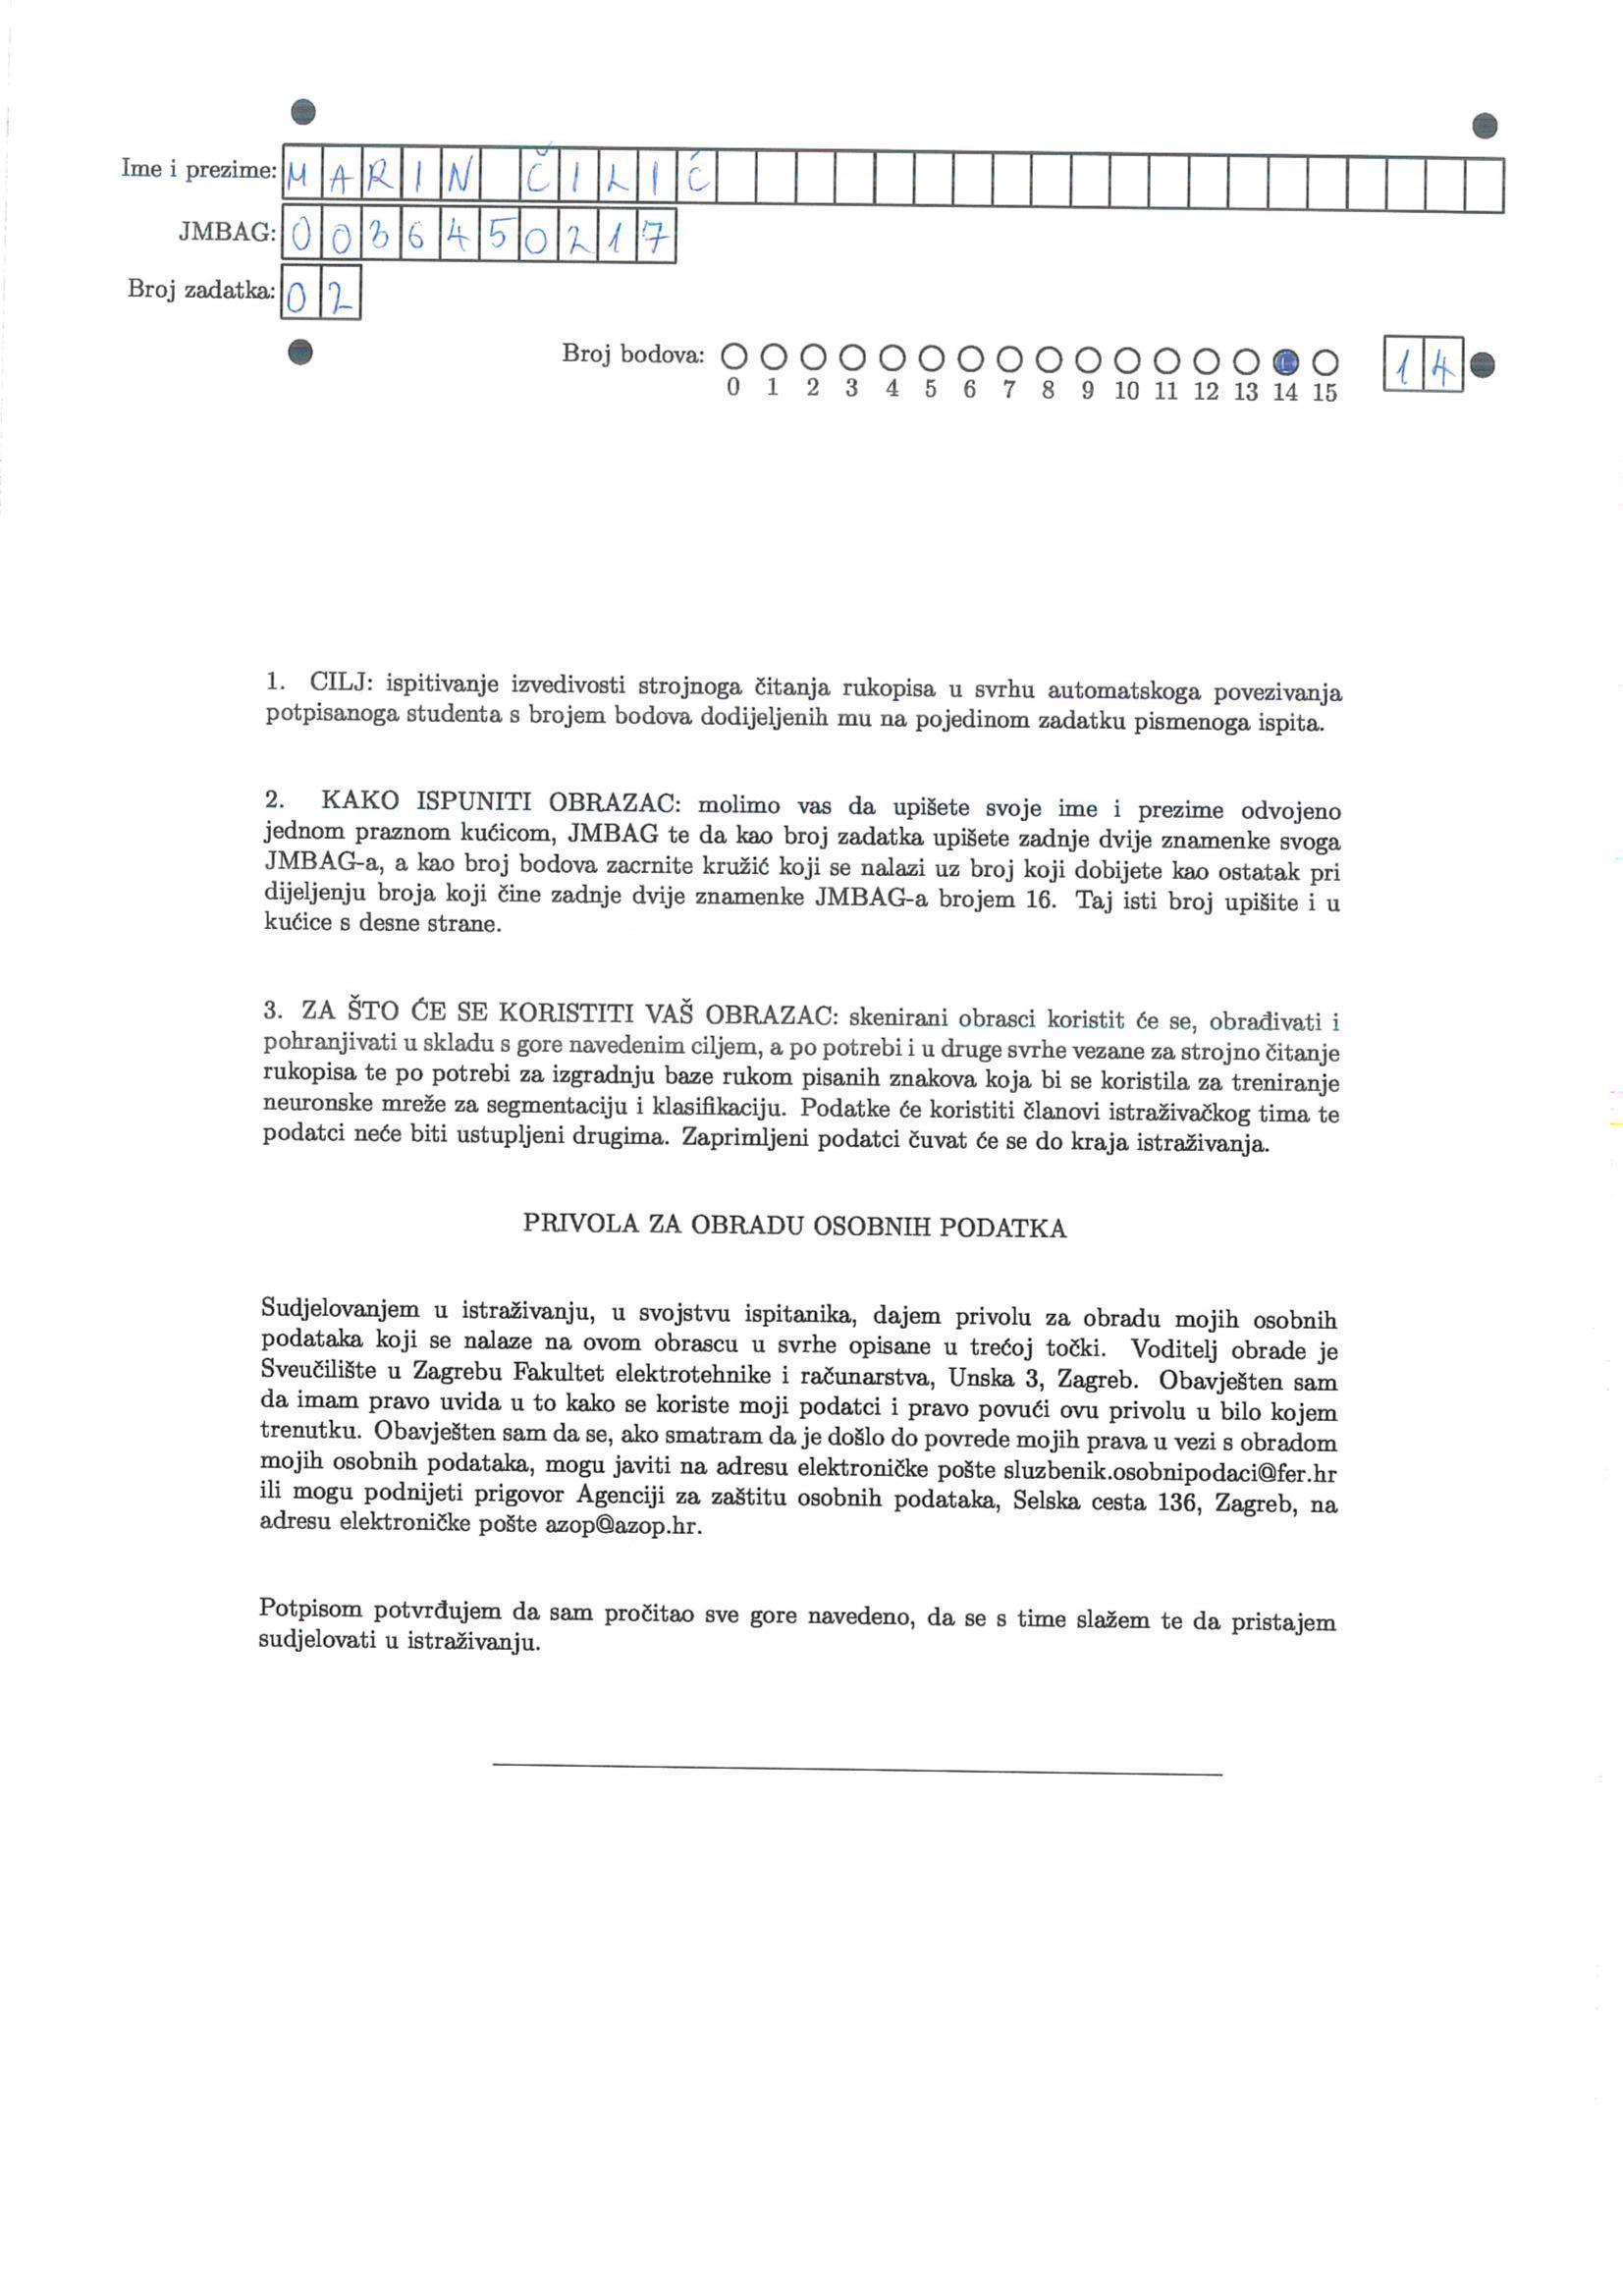 Ime i prezime: MARIN ČILIĆ
JMBAG: 0036450217
Broj zadatka: 02
Broj bodova:
14
0 1 2 3 4 5 6 7 8 9 10 11 12 13 14 15
1. CILJ: ispitivanje izvedivosti strojnoga čitanja rukopisa u svrhu automatskoga povezivanja
potpisanoga studenta s brojem bodova dodijeljenih mu na pojedinom zadatku pismenoga ispita.
2. KAKO ISPUNITI OBRAZAC: molimo vas da upišete svoje ime i prezime odvojeno
jednom praznom kućicom, JMBAG te da kao broj zadatka upišete zadnje dvije znamenke svoga
JMBAG-a, a kao broj bodova zacrnite kružić koji se nalazi uz broj koji dobijete kao ostatak pri
dijeljenju broja koji čine zadnje dvije znamenke JMBAG-a brojem 16. Taj isti broj upišite i u
kućice s desne strane.
3. ZA ŠTO ĆE SE KORISTITI VAŠ OBRAZAC: skenirani obrasci koristit će se, obrađivati i
pohranjivati u skladu s gore navedenim ciljem, a po potrebi i u druge svrhe vezane za strojno čitanje
rukopisa te po potrebi za izgradnju baze rukom pisanih znakova koja bi se koristila za treniranje
neuronske mreže za segmentaciju i klasifikaciju. Podatke će koristiti članovi istraživačkog tima te
podatci neće biti ustupljeni drugima. Zaprimljeni podatci čuvat će se do kraja istraživanja.
PRIVOLA ZA OBRADU OSOBNIH PODATKA
Sudjelovanjem u istraživanju, u svojstvu ispitanika, dajem privolu za obradu mojih osobnih
podataka koji se nalaze na ovom obrascu u svrhe opisane u trećoj točki. Voditelj obrade je
Sveučilište u Zagrebu Fakultet elektrotehnike i računarstva, Unska 3, Zagreb. Obavješten sam
da imam pravo uvida u to kako se koriste moji podatci i pravo povući ovu privolu u bilo kojem
trenutku. Obavješten sam da se, ako smatram da je došlo do povrede mojih prava u vezi s obradom
mojih osobnih podataka, mogu javiti na adresu elektroničke pošte sluzbenik.osobnipodaci@fer.hr
ili mogu podnijeti prigovor Agenciji za zaštitu osobnih podataka, Selska cesta 136, Zagreb, na
adresu elektroničke pošte azop@azop.hr.
Potpisom potvrđujem da sam pročitao sve gore navedeno, da se s time slažem te da pristajem
sudjelovati u istraživanju.